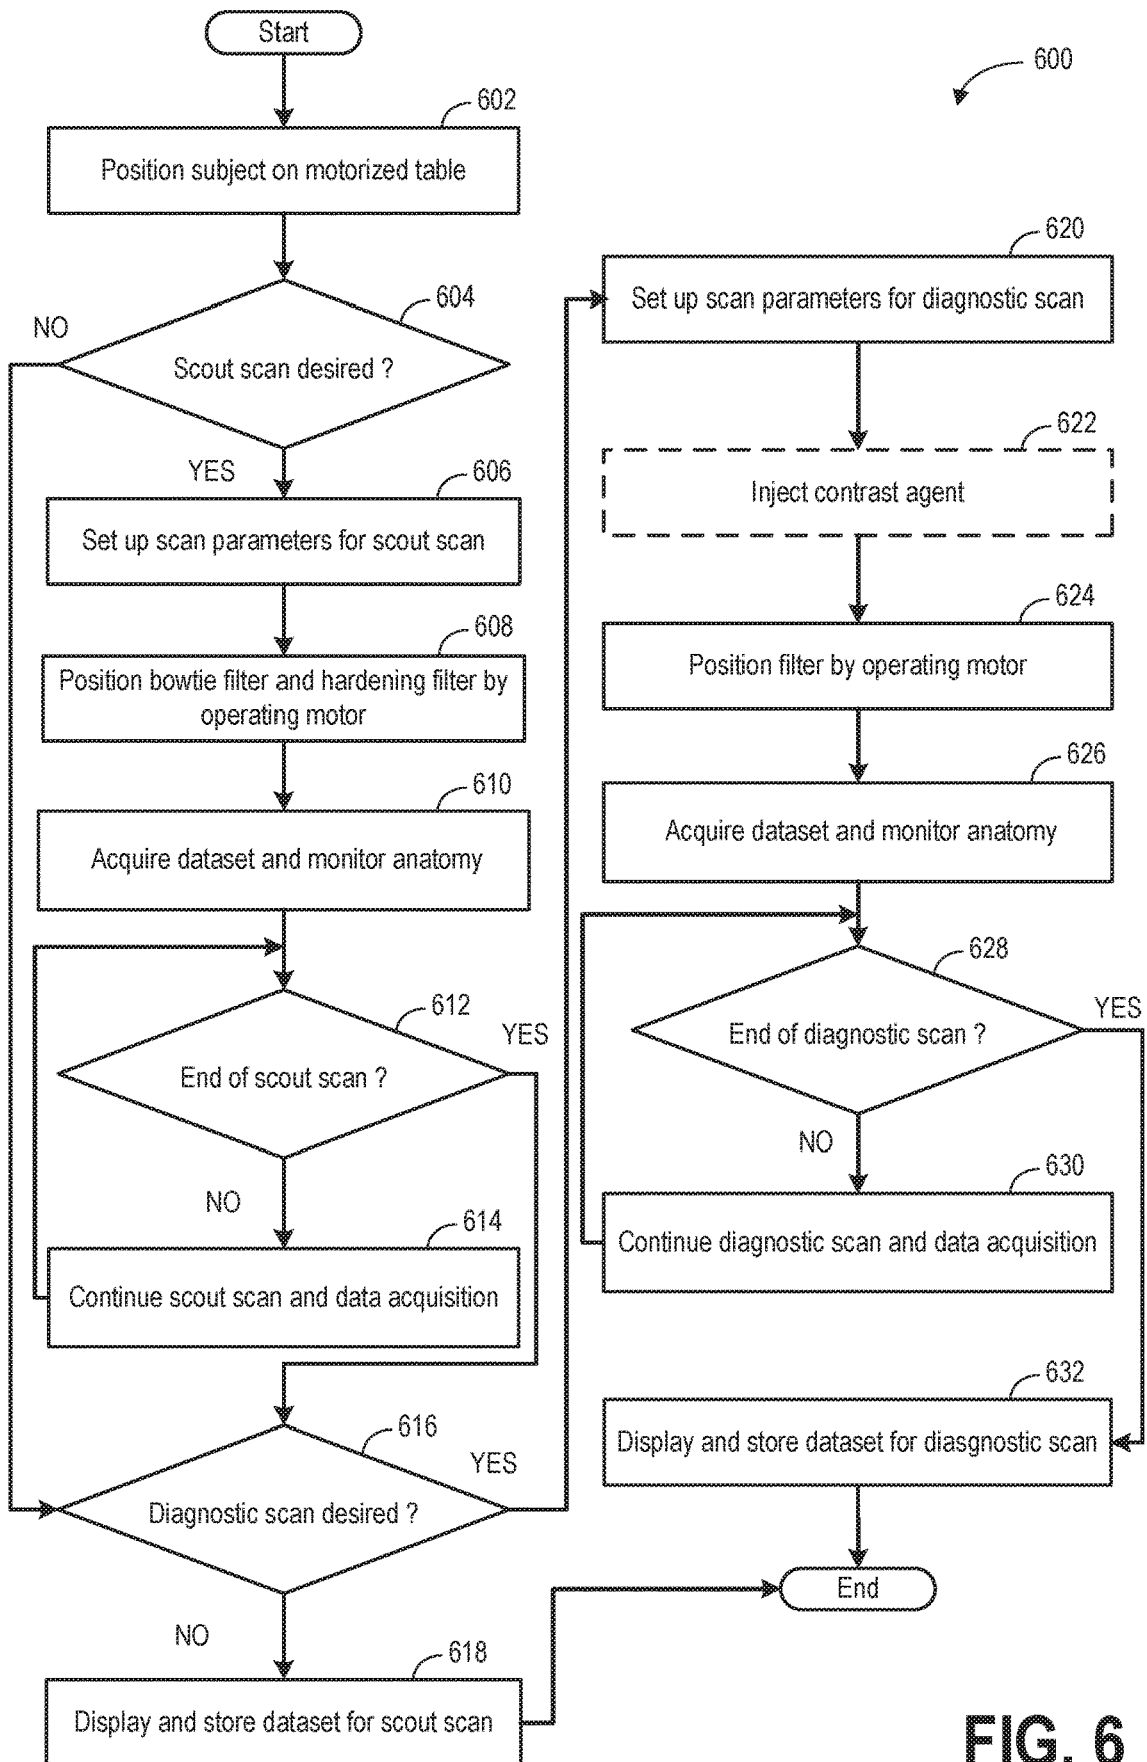 Start
600
602
Position subject on motorized table
604
NO
Scout scan desired ?
YES
606
Set up scan parameters for scout scan
608
Position bowtie filter and hardening filter by
operating motor
610
Acquire dataset and monitor anatomy
612
YES
End of scout scan ?
NO
614
Continue scout scan and data acquisition
616
YES
Diagnostic scan desired ?
NO
618
Display and store dataset for scout scan
620
Set up scan parameters for diagnostic scan
622
Inject contrast agent
624
Position filter by operating motor
626
Acquire dataset and monitor anatomy
628
YES
End of diagnostic scan ?
NO
630
Continue diagnostic scan and data acquisition
632
Display and store dataset for diasgnostic scan
End
FIG. 6